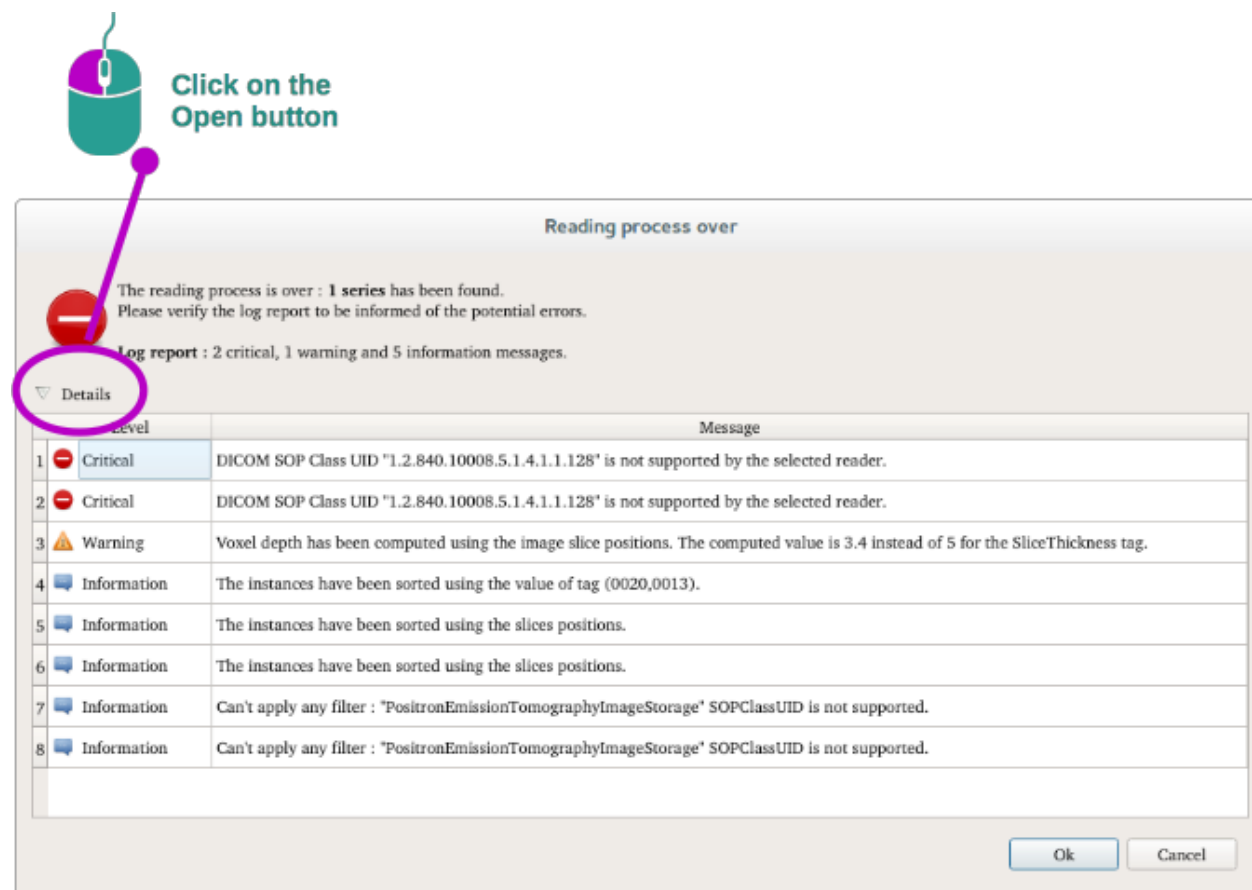 Click on the
Open button
Reading process over
The reading process is over : 1 series has been found.
Please verify the log report to be informed of the potential errors.
Log report : 2 critical, 1 warning and 5 information messages.
Details
Level Message
1 Critical DICOM SOP Class UID "1.2.840.10008.5.1.4.1.1.128" is not supported by the selected reader.
2 Critical DICOM SOP Class UID "1.2.840.10008.5.1.4.1.1.128" is not supported by the selected reader.
3 Warning Voxel depth has been computed using the image slice positions. The computed value is 3.4 instead of 5 for the SliceThickness tag.
4 Information The instances have been sorted using the value of tag (0020,0013).
5 Information The instances have been sorted using the slices positions.
6 Information The instances have been sorted using the slices positions.
7 Information Can't apply any filter : "PositronEmissionTomographyImageStorage" SOPClassUID is not supported.
8 Information Can't apply any filter : "PositronEmissionTomographyImageStorage" SOPClassUID is not supported.
Ok Cancel